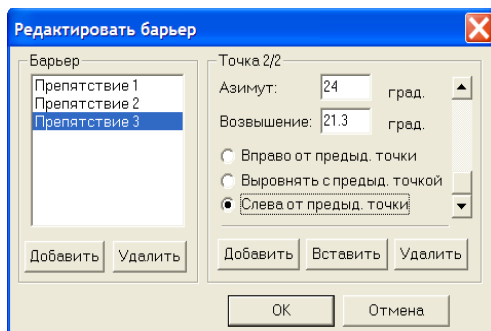 Редактировать барьер
Барьер
Препятствие 1
Препятствие 2
Препятствие 3
Добавить Удалить
Точка 2/2
Азимут: 24 град.
Возвышение: 21.3 град.
Вправо от предыд. точки
Выровнять с предыд. точкой
Слева от предыд. точки
Добавить Вставить Удалить
OK Отмена